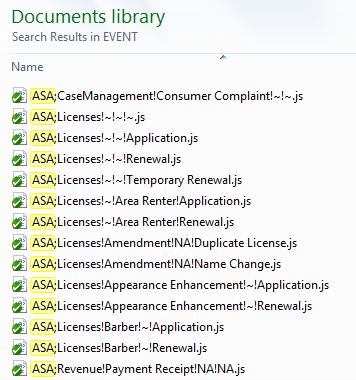 Documents library
Search Results in EVENT
Name
ASA;CaseManagement!Consumer Complaint!~!~.js
ASA;Licenses!~!~!~.js
ASA;Licenses!~!~!Application.js
ASA;Licenses!~!~!Renewal.js
ASA;Licenses!~!~!Temporary Renewal.js
ASA;Licenses!~!Area Renter!Application.js
ASA;Licenses!~!Area Renter!Renewal.js
ASA;Licenses!Amendment!NA!Duplicate License.js
ASA;Licenses!Amendment!NA!Name Change.js
ASA;Licenses!Appearance Enhancement!~!Application.js
ASA;Licenses!Appearance Enhancement!~!Renewal.js
ASA;Licenses!Barber!~!Application.js
ASA;Licenses!Barber!~!Renewal.js
ASA;Revenue!Payment Receipt!NA!NA.js